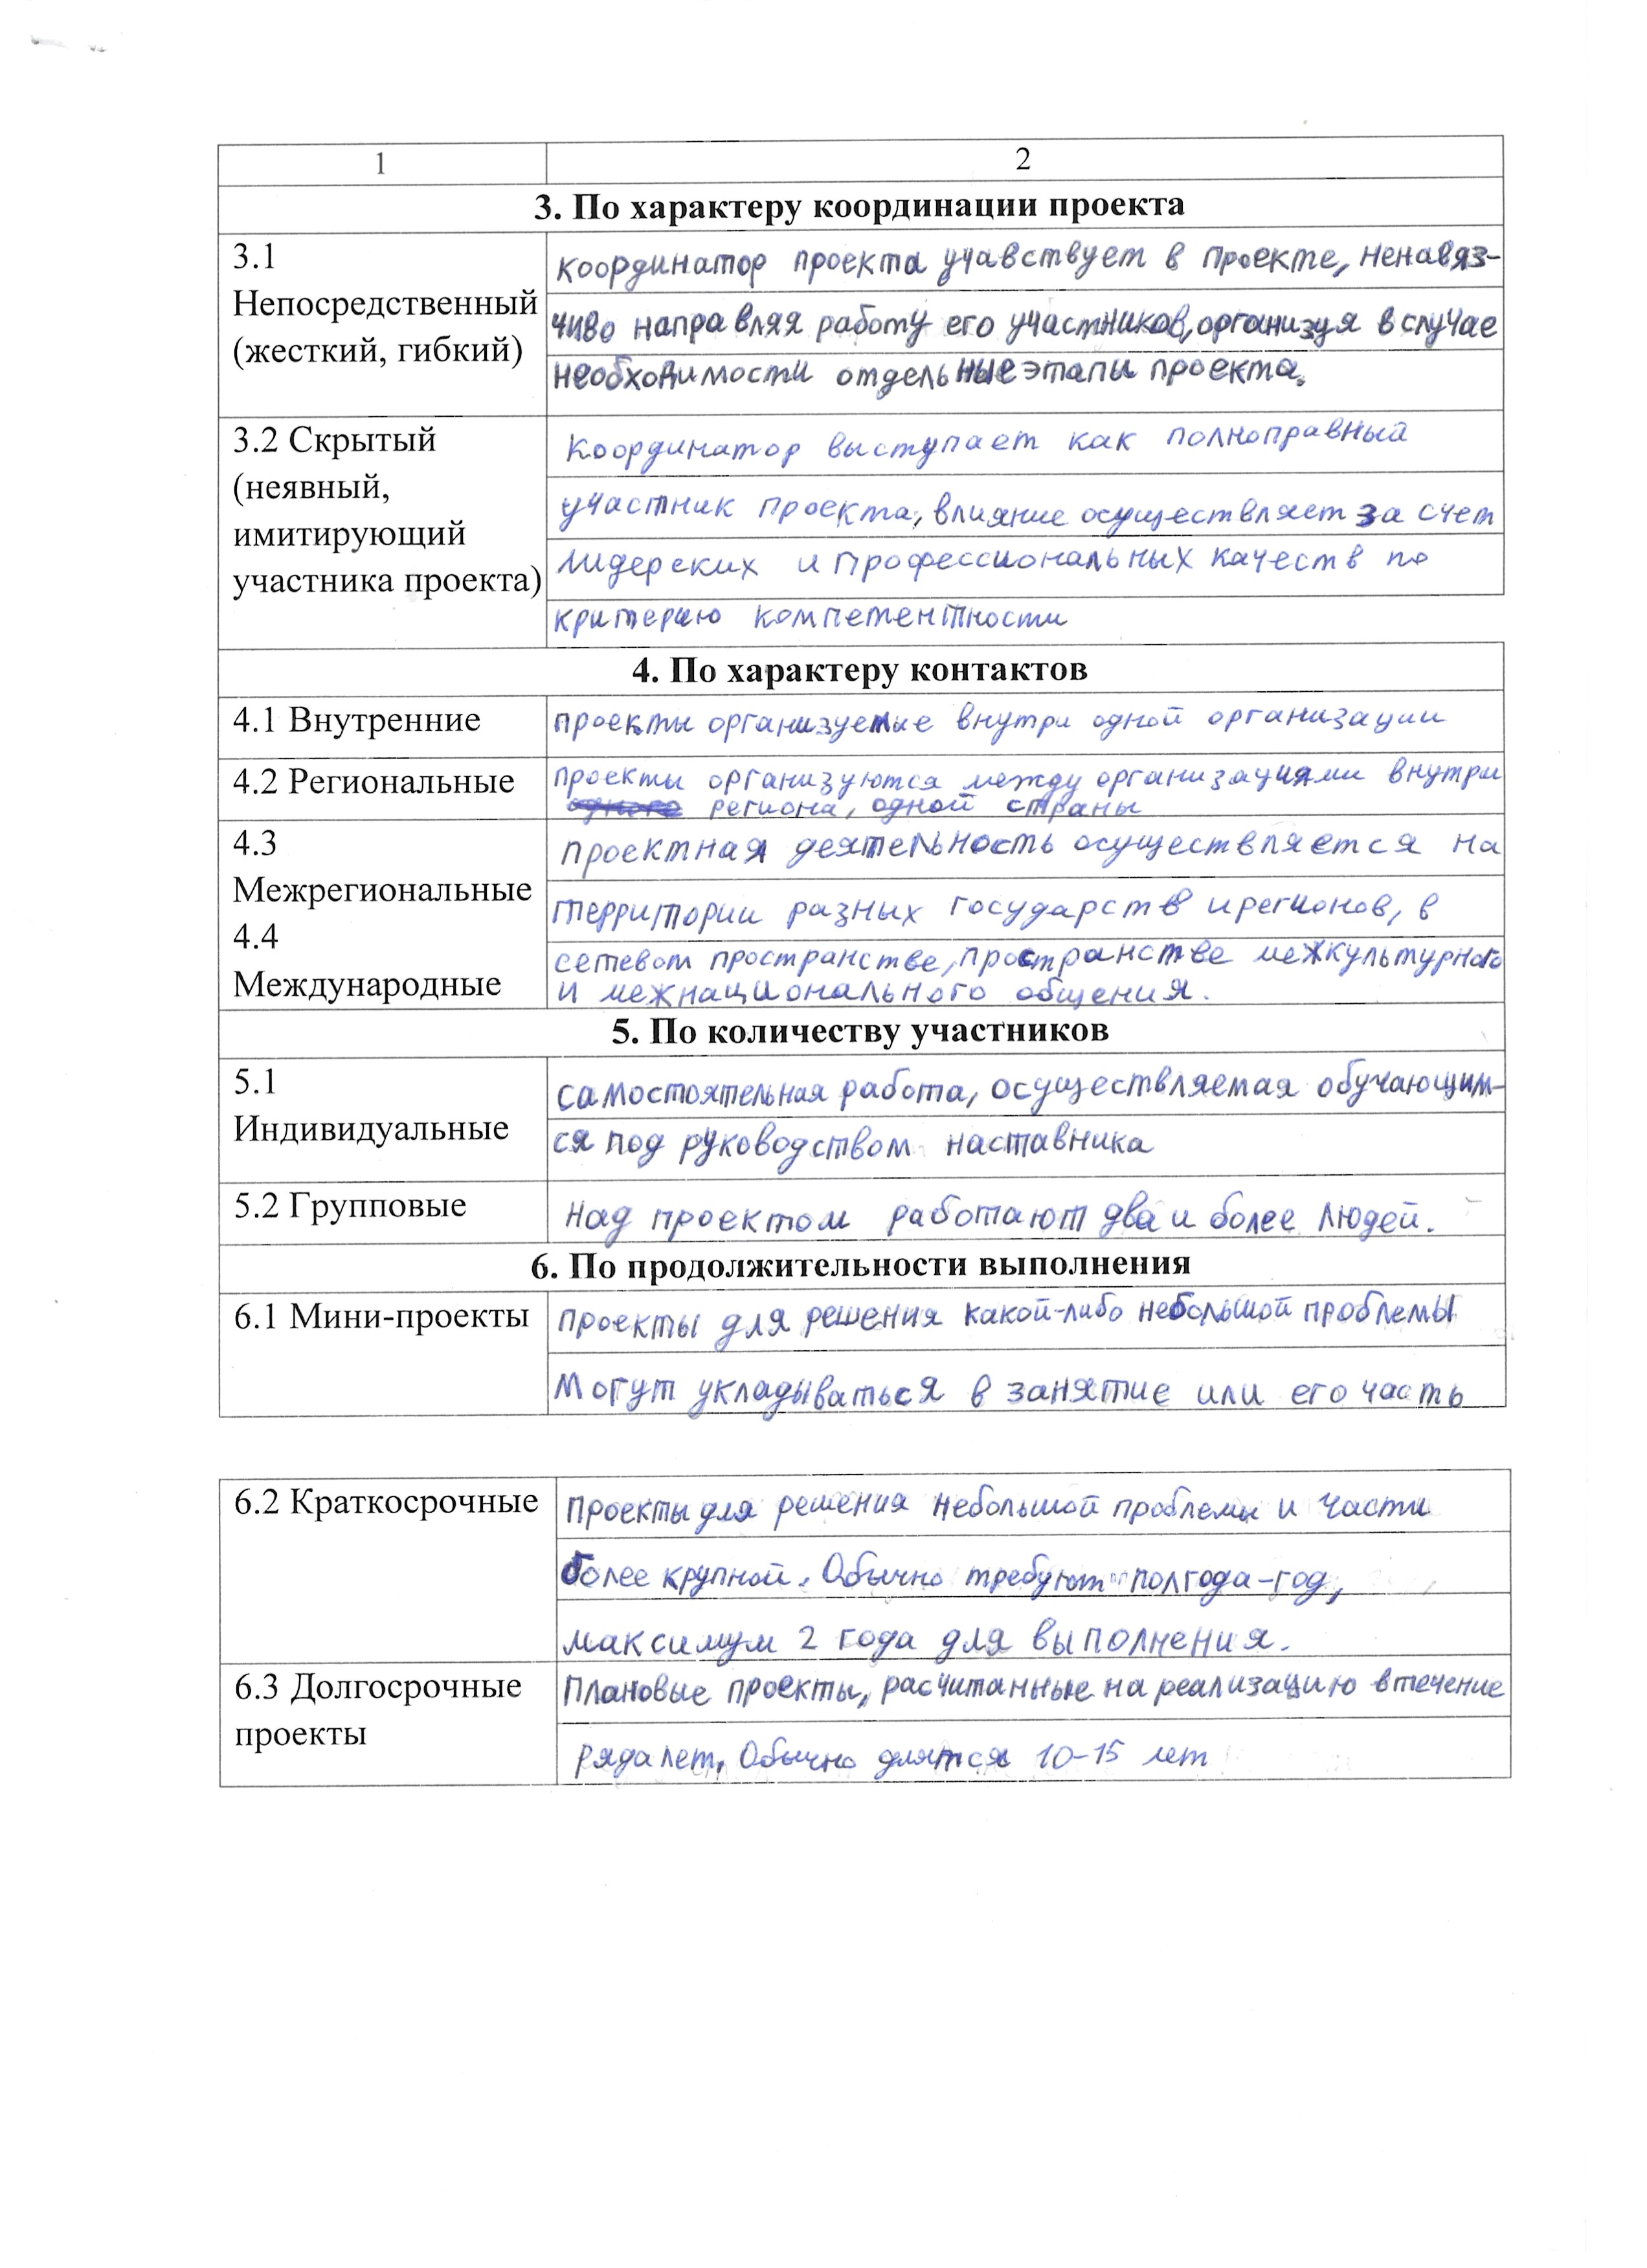 1 2
3. По характеру координации проекта
3.1 координатор проекта учавствует в проекте, ненавяз-
Непосредственный чиво направляя работу его участников, организуя в случае
(жесткий, гибкий) необходимости отдельные этапы проекта.
3.2 Скрытый Координатор выступает как полноправный
(неявный, участник проекта, влияние осуществляет за счет
имитирующий лидерских и профессиональных качеств по
участника проекта) критерию компетентности
4. По характеру контактов
4.1 Внутренние проекты организуемые внутри одной организации
4.2 Региональные проекты организуются между организациями внутри
региона, одной страны
4.3 Проектная деятельность осуществляется на
Межрегиональные территории разных государств и регионов, в
4.4 сетевом пространстве, пространстве межкультурного
Международные и межнационального общения.
5. По количеству участников
5.1 самостоятельная работа, осуществляемая обучающим-
Индивидуальные ся под руководством наставника
5.2 Групповые Над проектом работают два и более людей.
6. По продолжительности выполнения
6.1 Мини-проекты проекты для решения какой-либо небольшой проблемы
Могут укладываться в занятие или его часть
6.2 Краткосрочные Проекты для решения небольшой проблемы и части
более крупной. Обычно требуют полгода-год,
максимум 2 года для выполнения.
6.3 Долгосрочные Плановые проекты, расчитанные на реализацию в течение
проекты ряда лет. Обычно длятся 10-15 лет